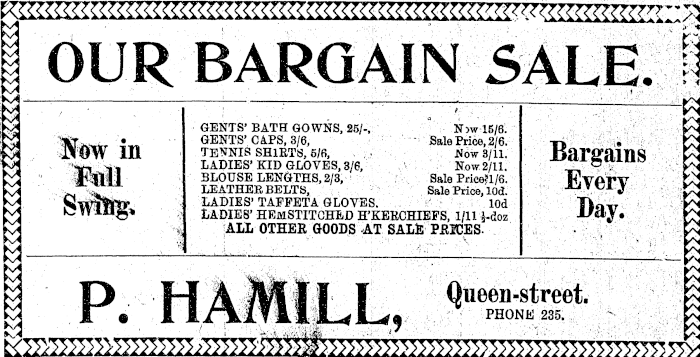 OUR BARGAIN SALE.
Now in
Full
Swing.
GENTS' BATH GOWNS, 25/-, Now 15/6.
GENTS' CAPS, 3/6, Sale Price, 2/6.
TENNIS SHIRTS, 5/6, Now 3/11.
LADIES' KID GLOVES, 3/6, Now 2/11.
BLOUSE LENGTHS, 2/3, Sale Price, 1/6.
LEATHER BELTS, Sale Price, 10d.
LADIES' TAFFETA GLOVES. 10d
LADIES' HEMSTITCHED H'KERCHIEFS, 1/11 ½-doz
ALL OTHER GOODS AT SALE PRICES.
Bargains
Every
Day.
P. HAMILL, Queen-street.
PHONE 235.